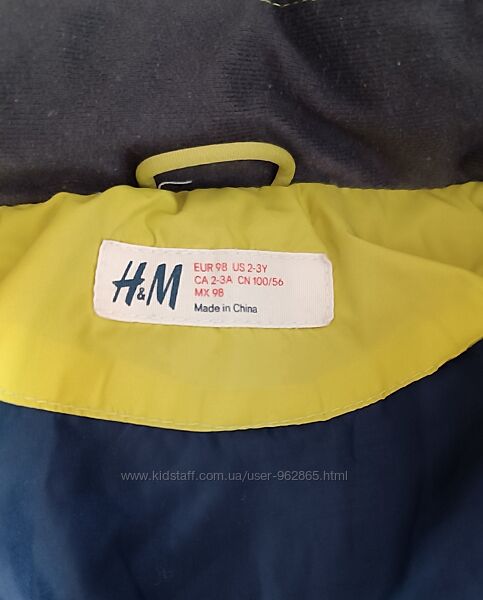 H&M
EUR 98 US 2-3Y
CA 2-3A CN 100/56
MX 98
Made in China
www.kidstaff.com.ua/user-962865.html